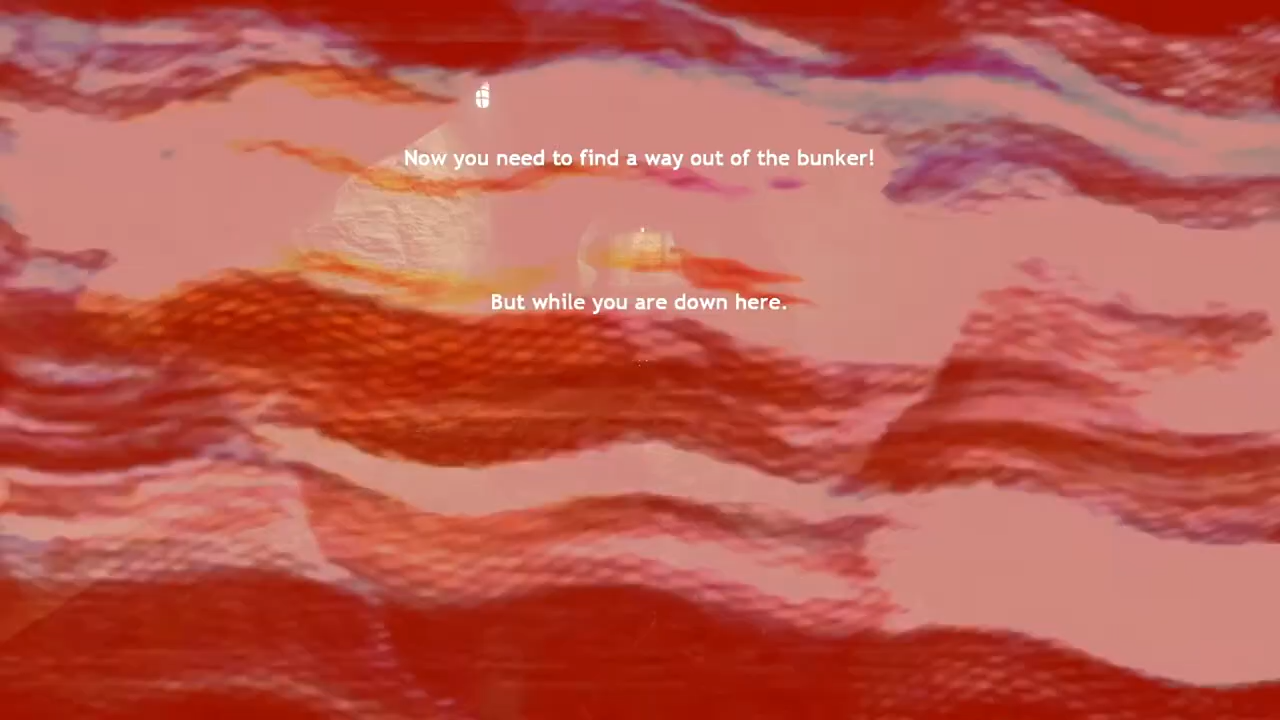 Now you need to find a way out of the bunker!
But while you are down here.